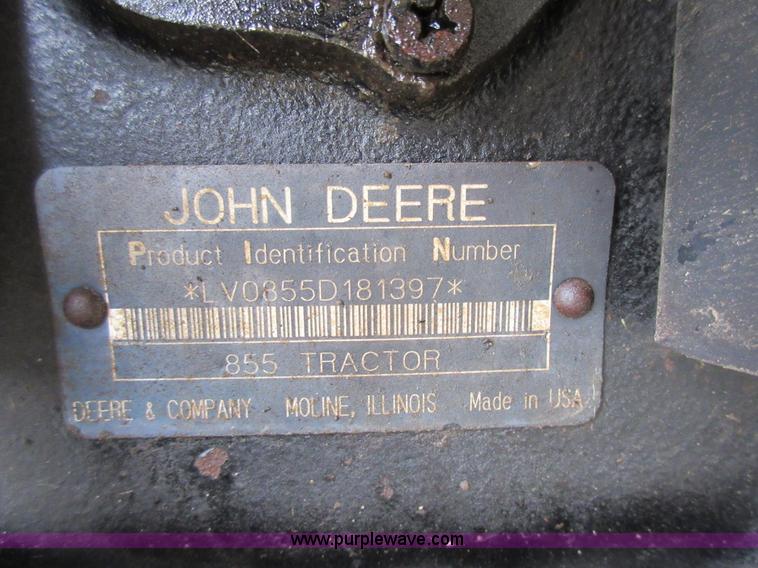 JOHN DEERE
Product Identification Number
*LV0855D181397*
855 TRACTOR
DEERE & COMPANY MOLINE, ILLINOIS Made in USA
www.purplewave.com